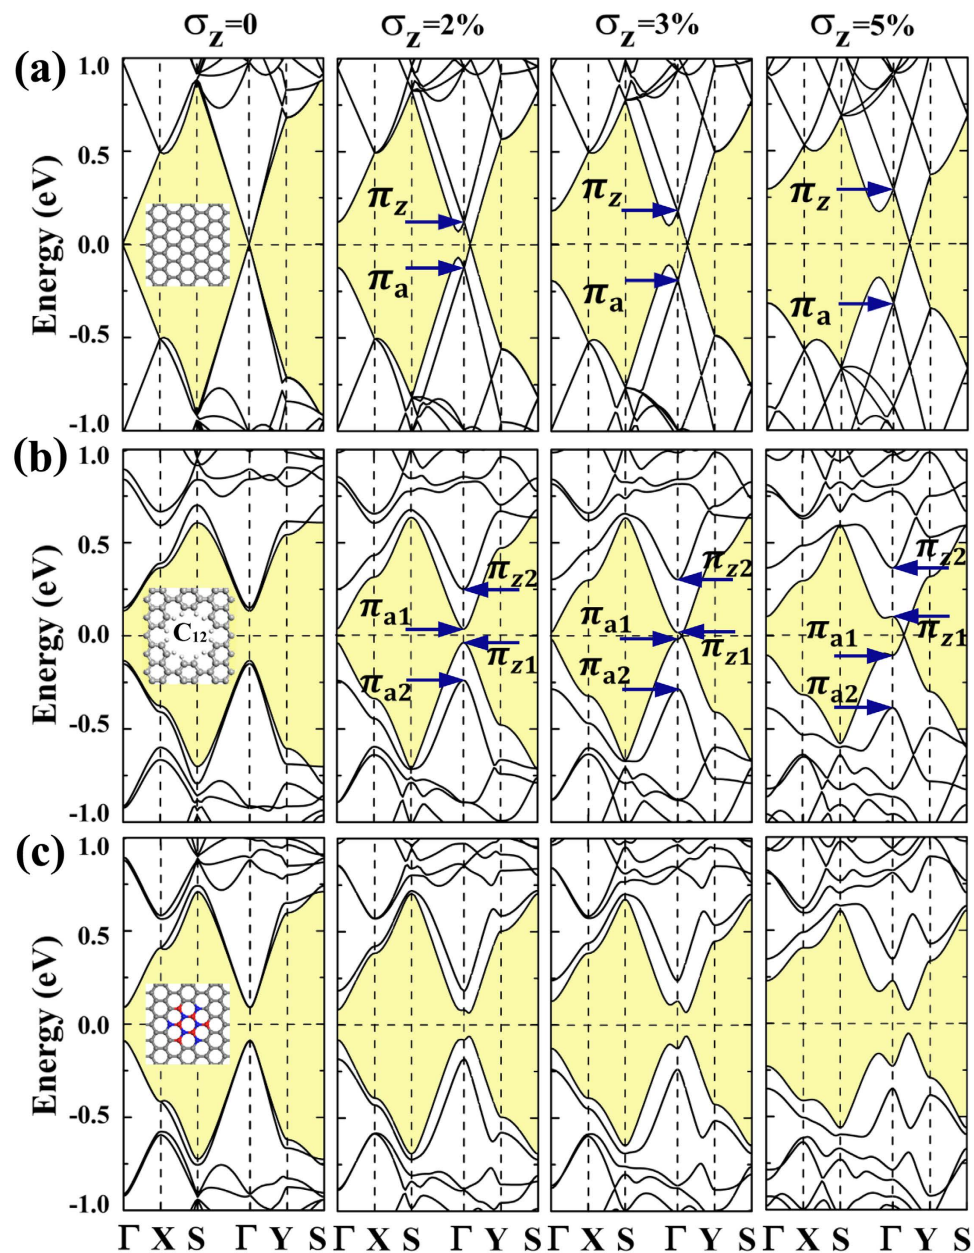 σz=0 σz=2% σz=3% σz=5%
(a)
Energy (eV)
1.0
0.5
0.0
-0.5
-1.0
πz
πa
πz
πa
πz
πa
(b)
Energy (eV)
1.0
0.5
0.0
-0.5
-1.0
C12
πz2
πa1
πz1
πa2
πz2
πa1
πz1
πa2
πz2
πa1
πz1
πa2
(c)
Energy (eV)
1.0
0.5
0.0
-0.5
-1.0
Γ X S Γ Y S Γ X S Γ Y S Γ X S Γ Y S Γ X S Γ Y S